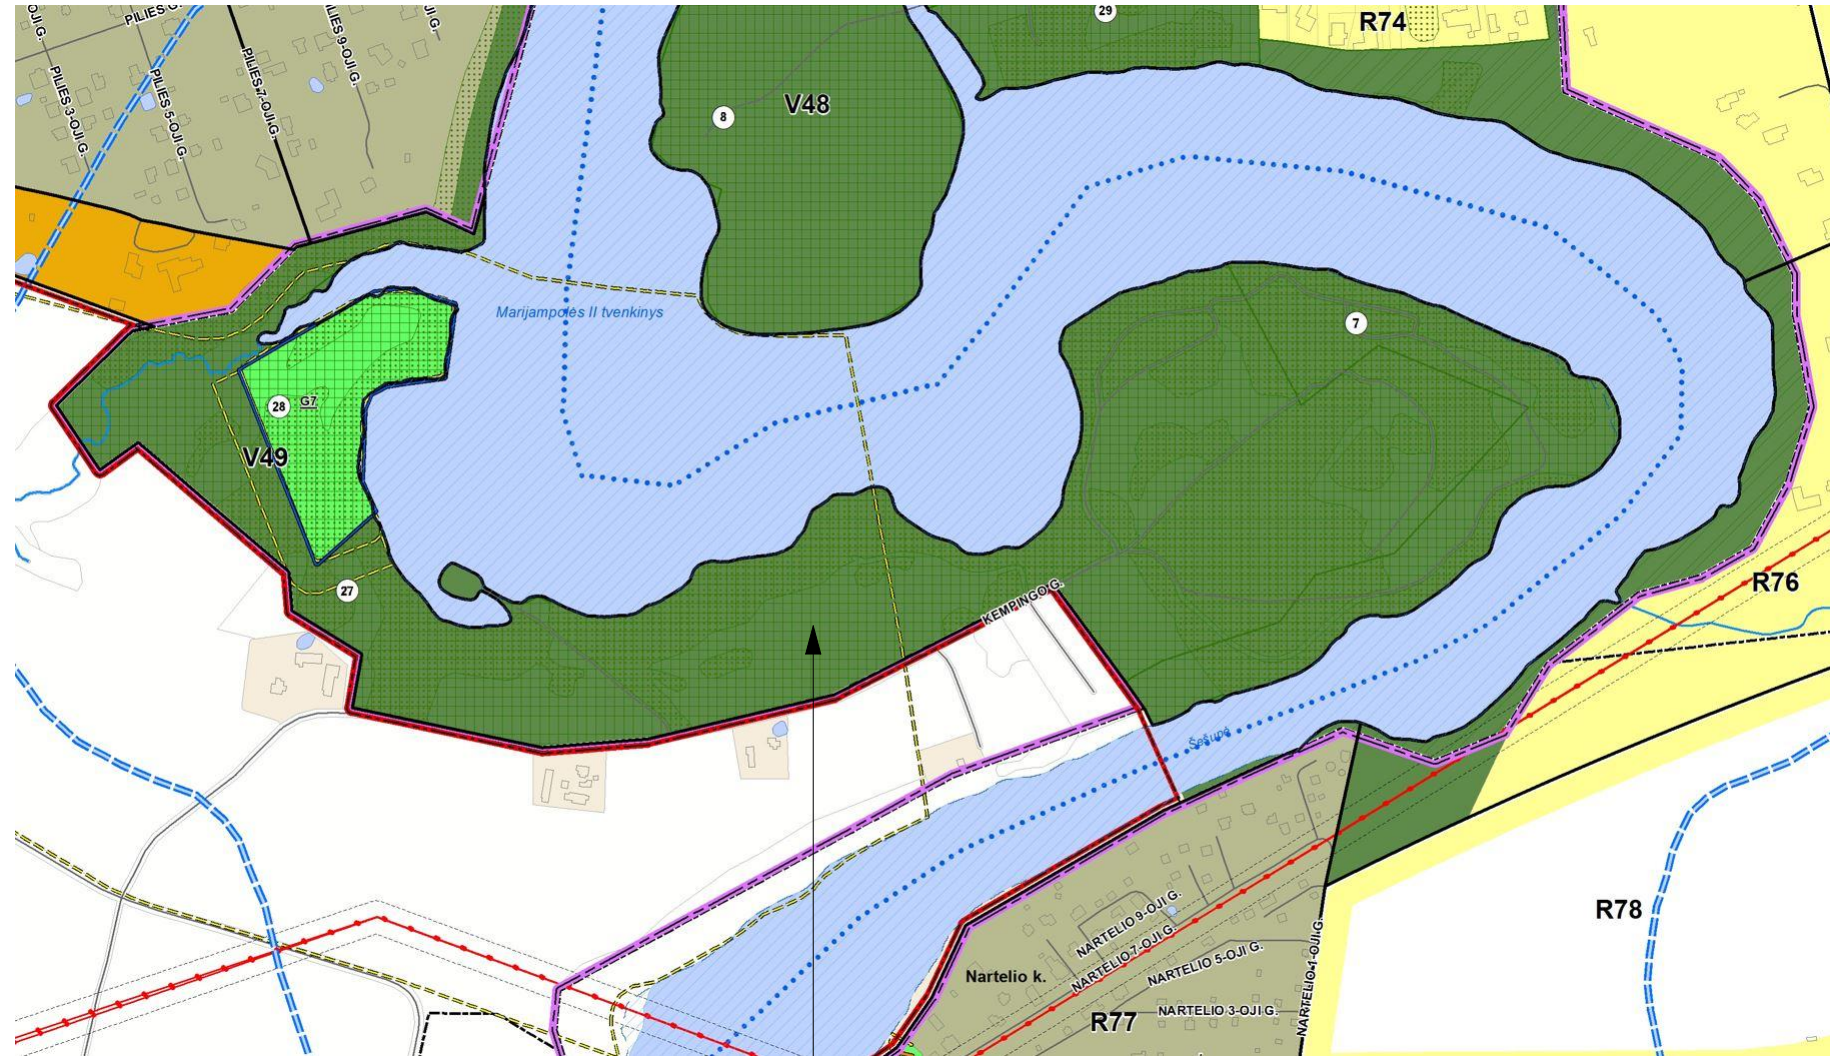 OJI G.
PILIES G.
PILIES 9-OJI G.
OJI G.
PILIES 3-OJI G.
PILIES 5-OJI G.
PILIES 7-OJI G.
29
R74
8
V48
Marijampolės II tvenkinys
7
28
G7
V49
27
KEMPINGO G.
R76
Šešupė
R78
NARTELIO 9-OJI G.
NARTELIO 7-OJI G.
NARTELIO 5-OJI G.
NARTELIO 3-OJI G.
NARTELIO 1-OJI G.
Nartelio k.
R77